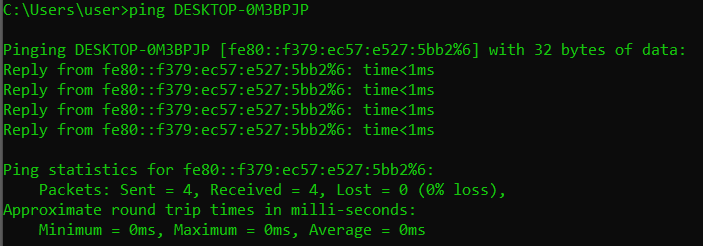 C:\Users\user>ping DESKTOP-0M3BPJP
Pinging DESKTOP-0M3BPJP [fe80::f379:ec57:e527:5bb2%6] with 32 bytes of data:
Reply from fe80::f379:ec57:e527:5bb2%6: time<1ms
Reply from fe80::f379:ec57:e527:5bb2%6: time<1ms
Reply from fe80::f379:ec57:e527:5bb2%6: time<1ms
Reply from fe80::f379:ec57:e527:5bb2%6: time<1ms
Ping statistics for fe80::f379:ec57:e527:5bb2%6:
    Packets: Sent = 4, Received = 4, Lost = 0 (0% loss),
Approximate round trip times in milli-seconds:
    Minimum = 0ms, Maximum = 0ms, Average = 0ms